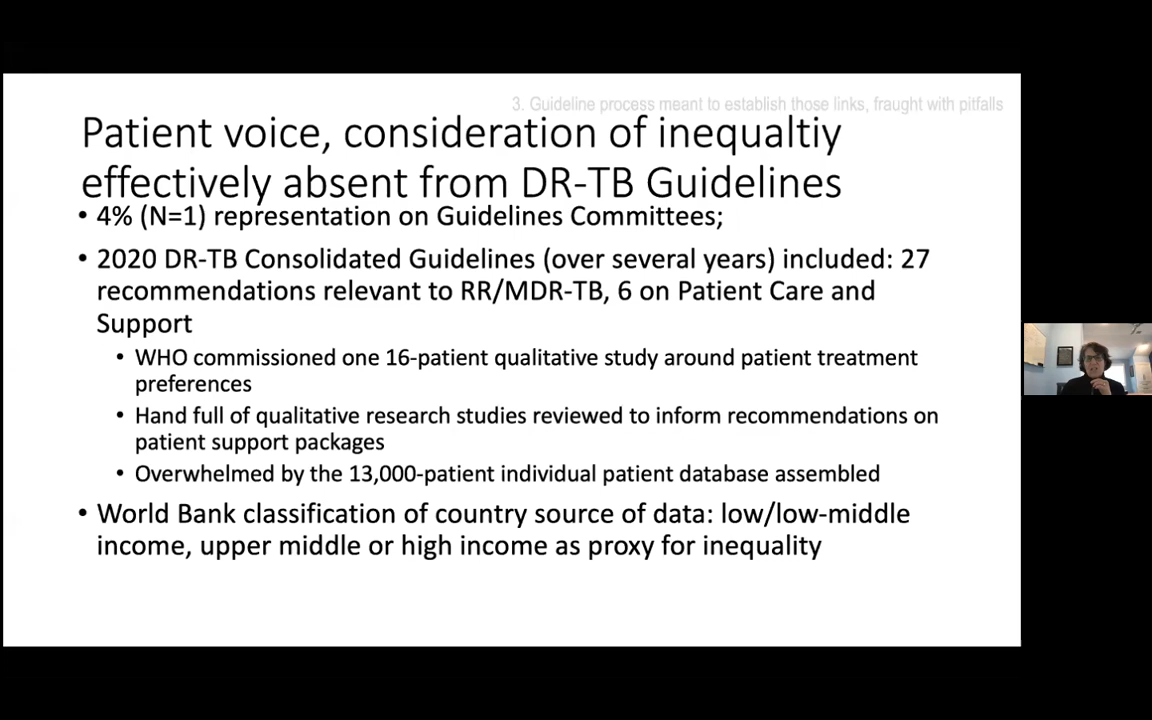 3. Guideline process meant to establish those links, fraught with pitfalls
Patient voice, consideration of inequaltiy
effectively absent from DR-TB Guidelines
• 4% (N=1) representation on Guidelines Committees;
• 2020 DR-TB Consolidated Guidelines (over several years) included: 27
recommendations relevant to RR/MDR-TB, 6 on Patient Care and
Support
• WHO commissioned one 16-patient qualitative study around patient treatment
preferences
• Hand full of qualitative research studies reviewed to inform recommendations on
patient support packages
• Overwhelmed by the 13,000-patient individual patient database assembled
• World Bank classification of country source of data: low/low-middle
income, upper middle or high income as proxy for inequality